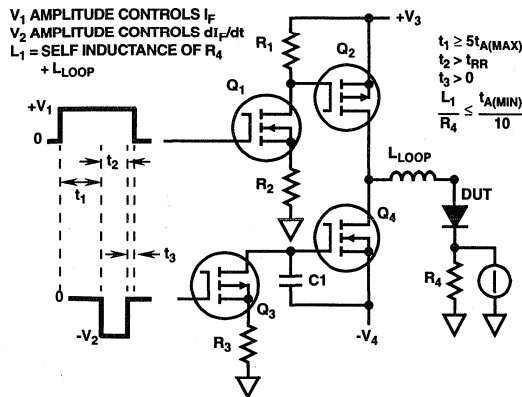 V1 AMPLITUDE CONTROLS IF
V2 AMPLITUDE CONTROLS dIF/dt
L1 = SELF INDUCTANCE OF R4
+ LLOOP
+V3
R1
Q2
t1 ≥ 5tA(MAX)
t2 > tRR
t3 > 0
L1/R4 ≤ tA(MIN)/10
Q1
+V1
0
t2
t1
R2
LLOOP
DUT
Q4
t3
C1
R4
0
-V2
Q3
R3
-V4